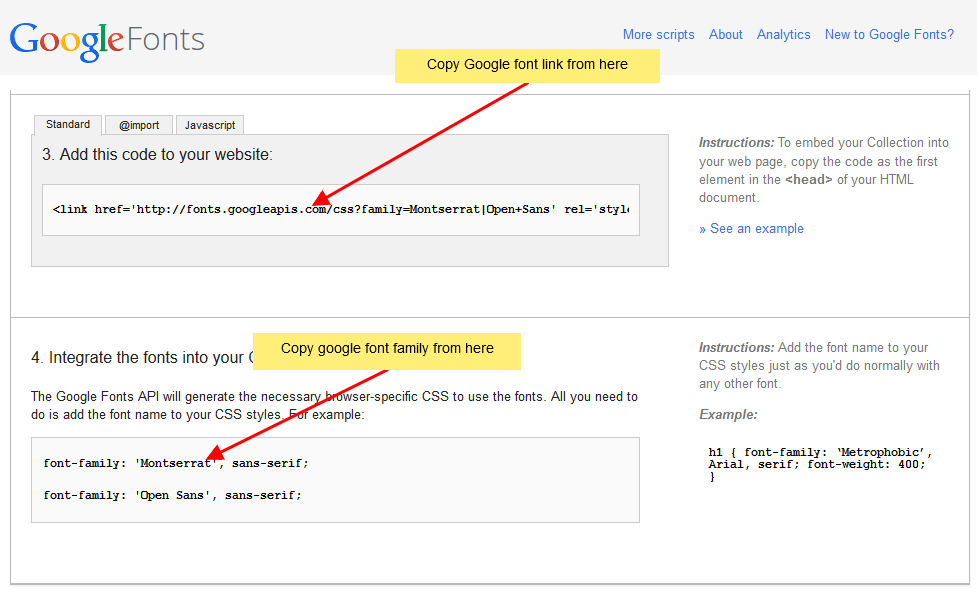 Google Fonts
More scripts About Analytics New to Google Fonts?
Copy Google font link from here
Standard @import Javascript
3. Add this code to your website:
<link href='http://fonts.googleapis.com/css?family=Montserrat|Open+Sans' rel='style
Instructions: To embed your Collection into
your web page, copy the code as the first
element in the <head> of your HTML
document.
» See an example
4. Integrate the fonts into your
Copy google font family from here
The Google Fonts API will generate the necessary browser-specific CSS to use the fonts. All you need to
do is add the font name to your CSS styles. For example:
font-family: 'Montserrat', sans-serif;
font-family: 'Open Sans', sans-serif;
Instructions: Add the font name to your
CSS styles just as you'd do normally with
any other font.
Example:
h1 { font-family: ‘Metrophobic’,
Arial, serif; font-weight: 400;
}